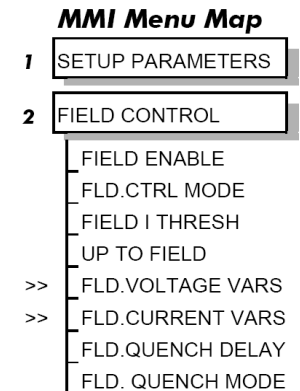 MMI Menu Map
1 SETUP PARAMETERS
2 FIELD CONTROL
FIELD ENABLE
FLD.CTRL MODE
FIELD I THRESH
UP TO FIELD
>> FLD.VOLTAGE VARS
>> FLD.CURRENT VARS
FLD.QUENCH DELAY
FLD. QUENCH MODE